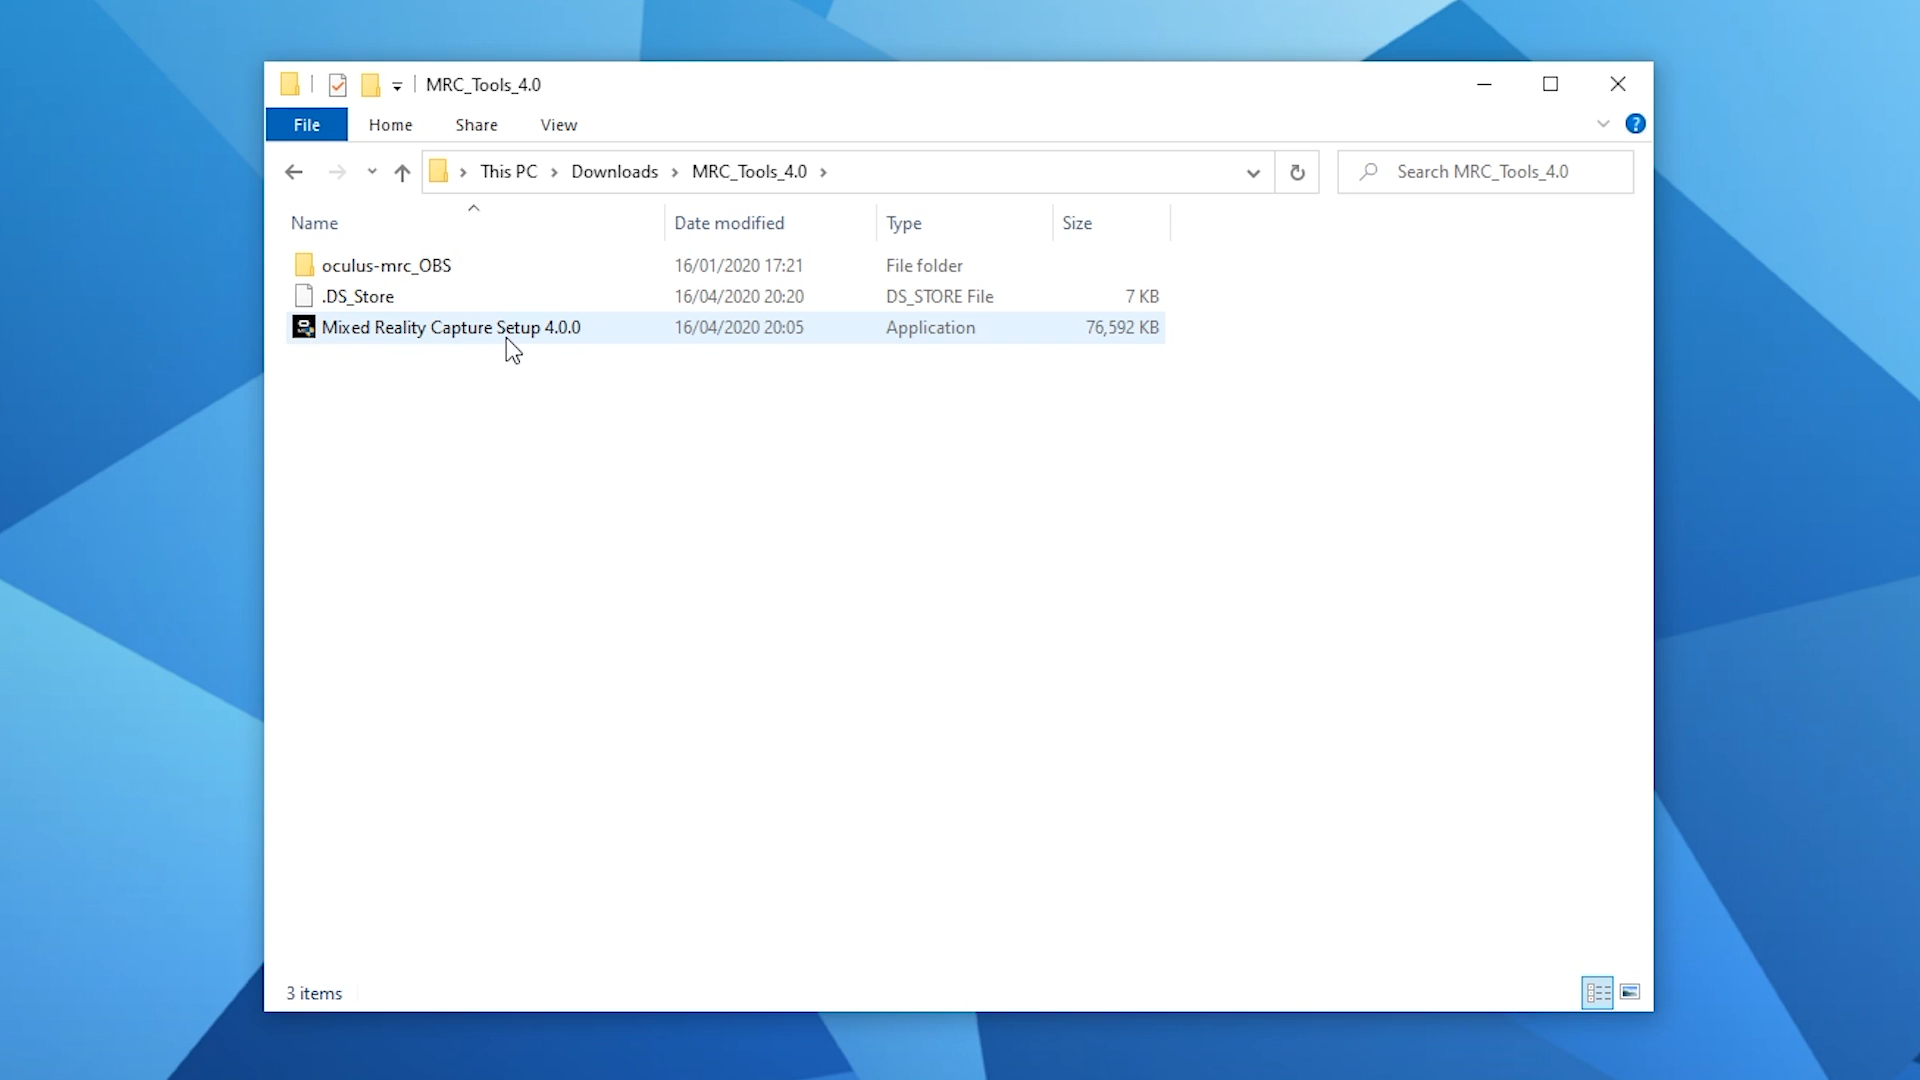 MRC_Tools_4.0
File Home Share View
This PC Downloads MRC_Tools_4.0 Search MRC_Tools_4.0
Name Date modified Type Size
oculus-mrc_OBS 16/01/2020 17:21 File folder
.DS_Store 16/04/2020 20:20 DS_STORE File 7 KB
Mixed Reality Capture Setup 4.0.0 16/04/2020 20:05 Application 76,592 KB
3 items